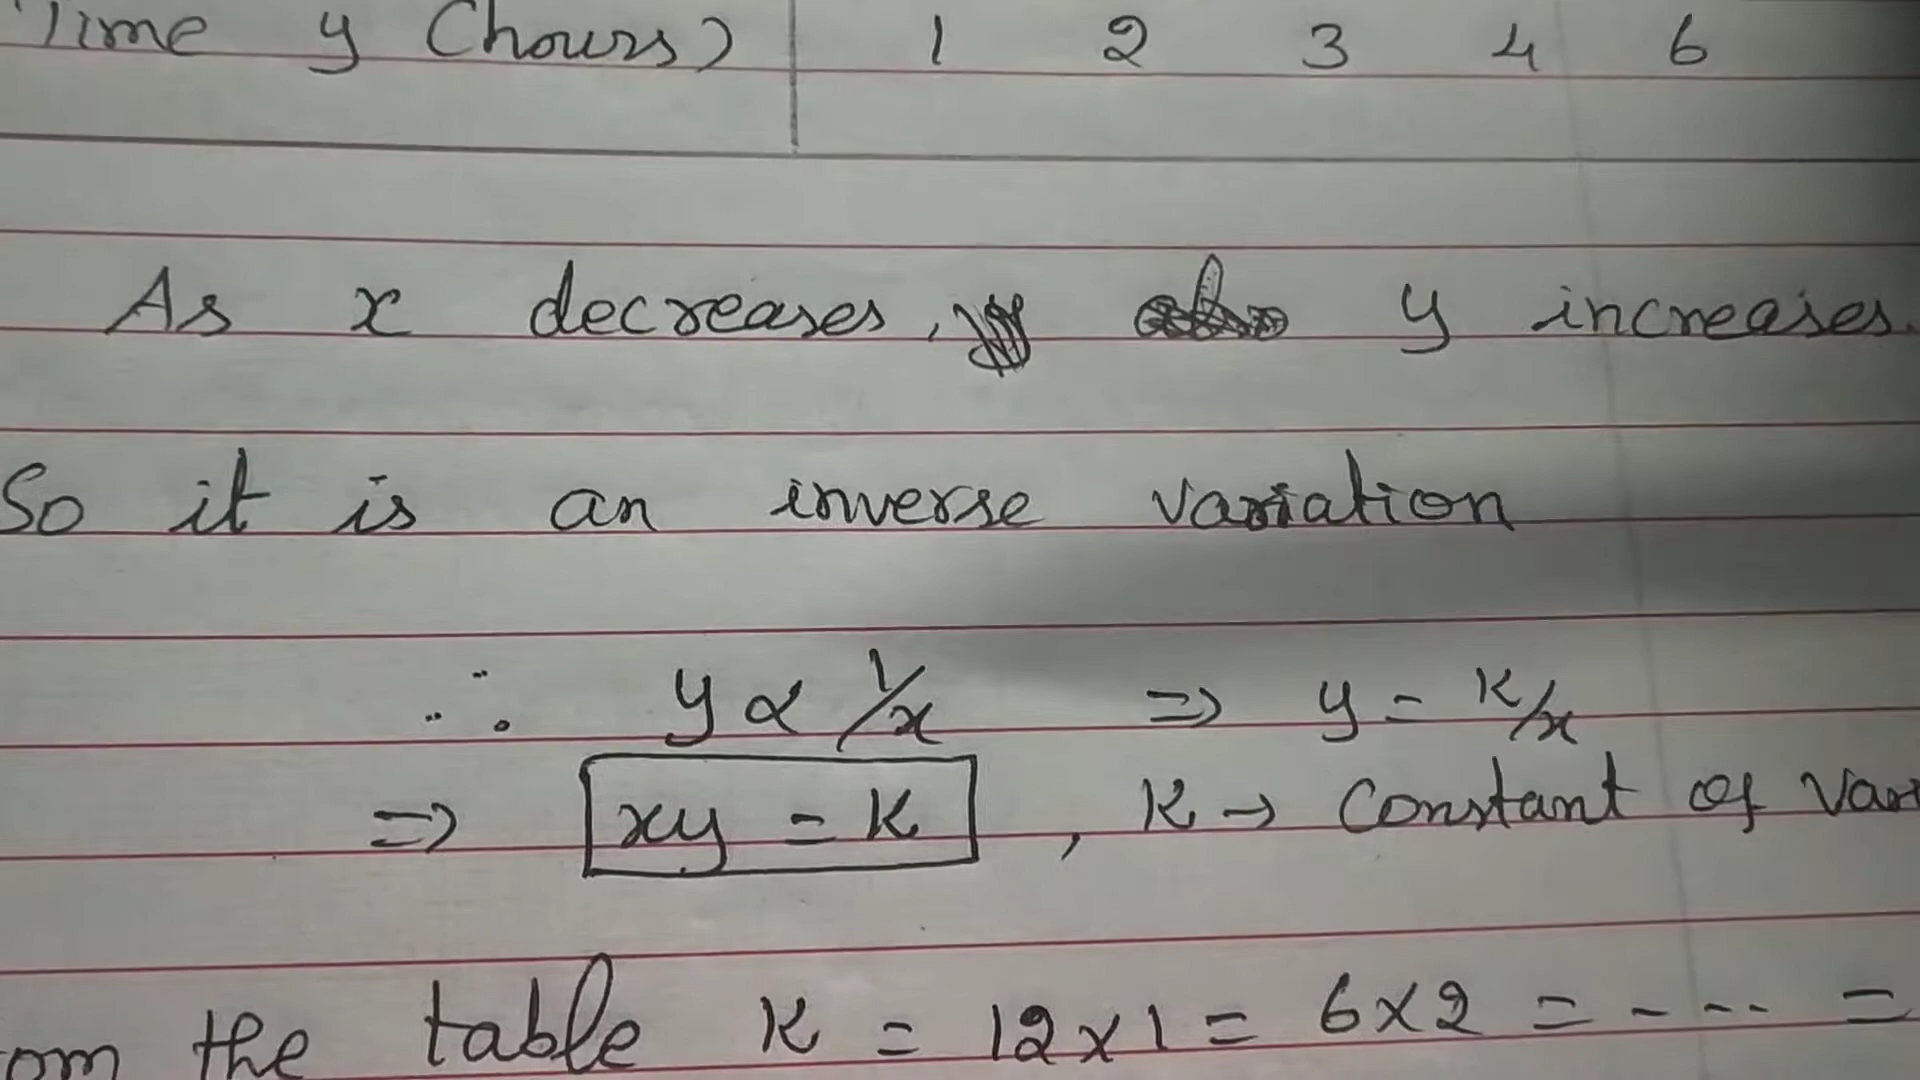 Time y (hours) 1 2 3 4 6
As x decreases, y increases.
So it is an inverse variation
∴ y ∝ 1/x ⇒ y = K/x
⇒ xy = K , K → Constant of
the table K = 12 x 1 = 6 x 2 = - - - - =